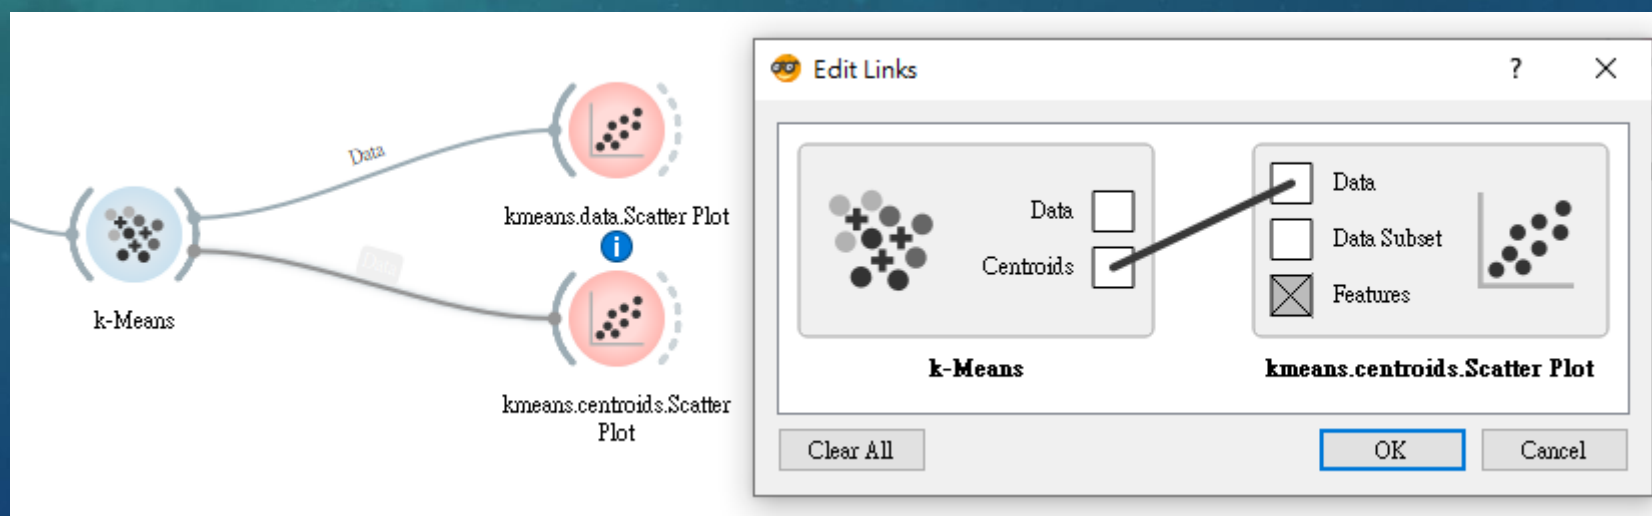 Data
kmeans.data.Scatter Plot
i
Data
kmeans.centroids.Scatter
Plot
k-Means
Edit Links
?
Data
Centroids
k-Means
Data
Data Subset
Features
kmeans.centroids.Scatter Plot
Clear All
OK
Cancel